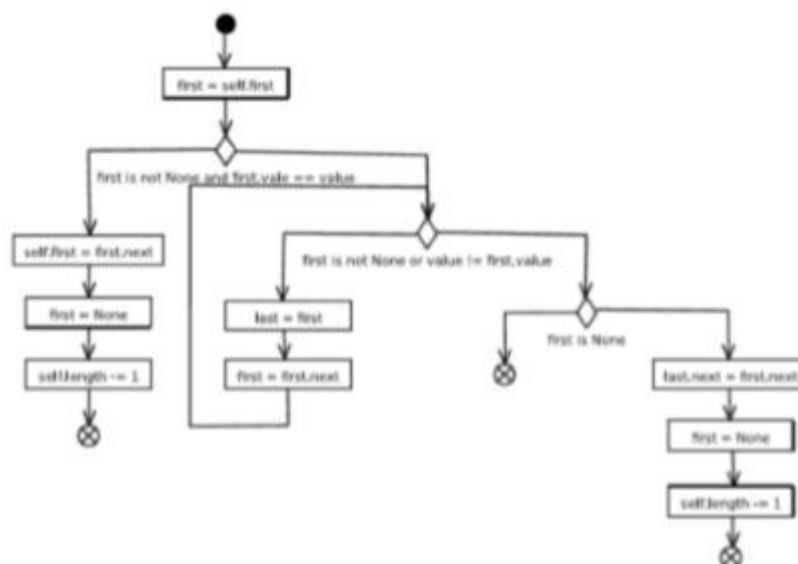 first = self.first
first is not None and first.vale == value
self.first = first.next
first is not None or value != first.value
first = None
last = first
first is None
self.length -= 1
first = first.next
last.next = first.next
first = None
self.length -= 1